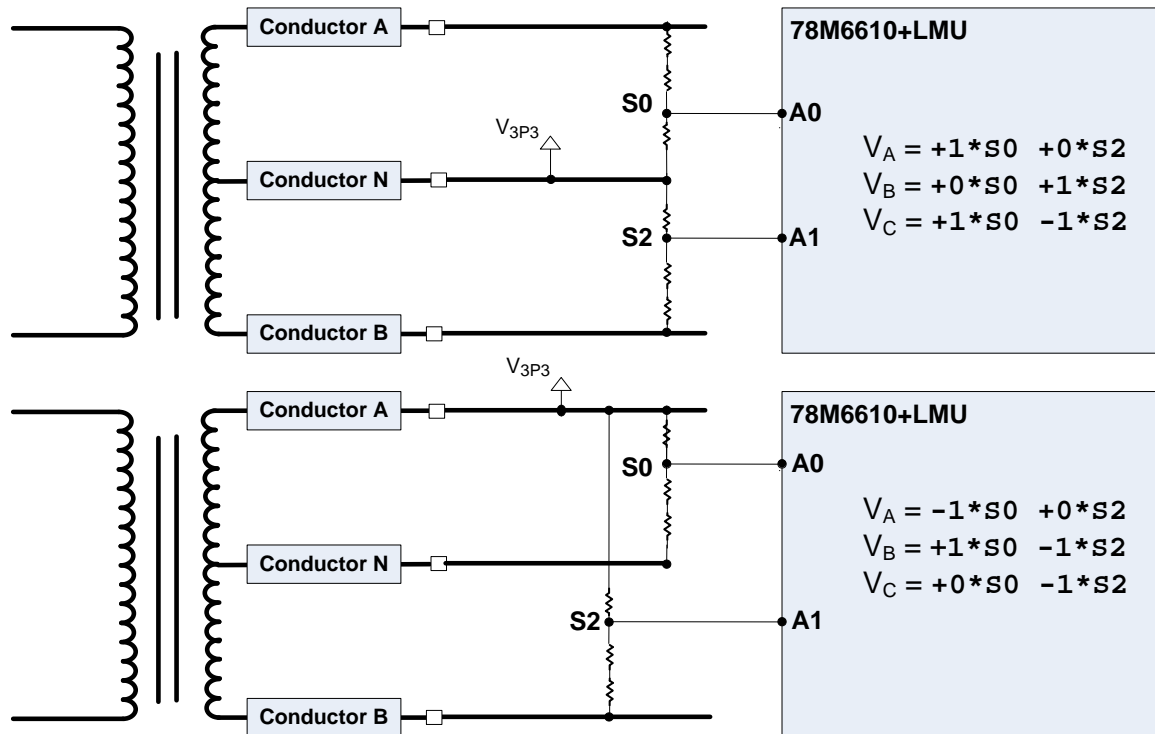 Conductor A
78M6610+LMU
S0
A0
V3P3
VA = +1*S0 +0*S2
Conductor N
VB = +0*S0 +1*S2
VC = +1*S0 -1*S2
S2
A1
Conductor B
V3P3
Conductor A
78M6610+LMU
S0
A0
VA = -1*S0 +0*S2
VB = +1*S0 -1*S2
Conductor N
VC = +0*S0 -1*S2
S2
A1
Conductor B